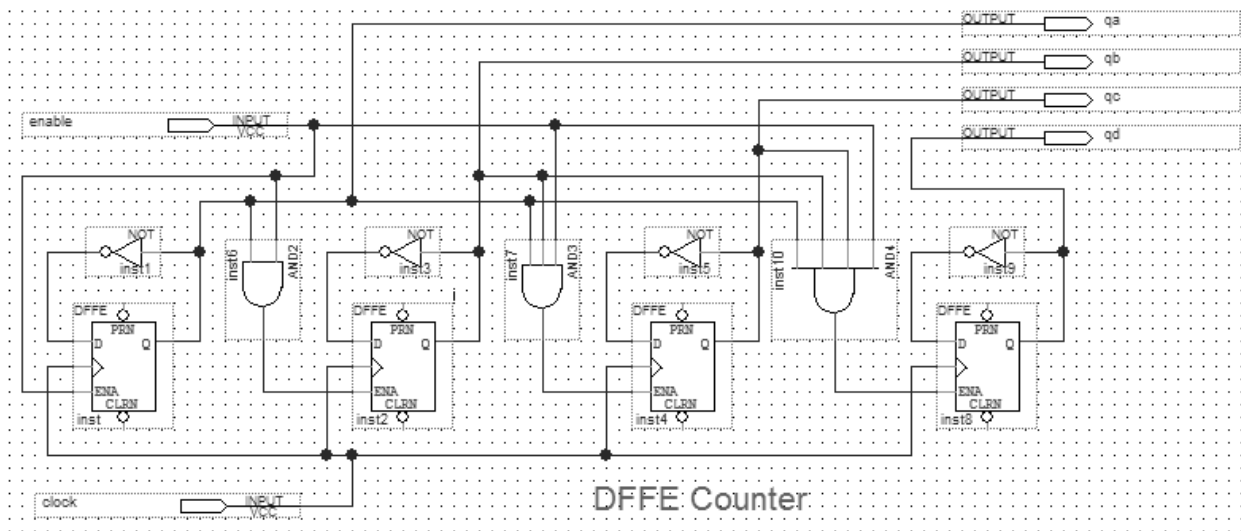 OUTPUT qa
OUTPUT qb
OUTPUT qc
OUTPUT qd
enable INPUT
VCC
NOT
inst1
inst6
AND2
NOT
inst3
inst7
AND3
NOT
inst5
inst10
AND4
NOT
inst9
DFFE
PRN
D Q
ENA
CLRN
inst
DFFE
PRN
D Q
ENA
CLRN
inst2
DFFE
PRN
D Q
ENA
CLRN
inst4
DFFE
PRN
D Q
ENA
CLRN
inst8
clock INPUT
VCC
DFFE Counter